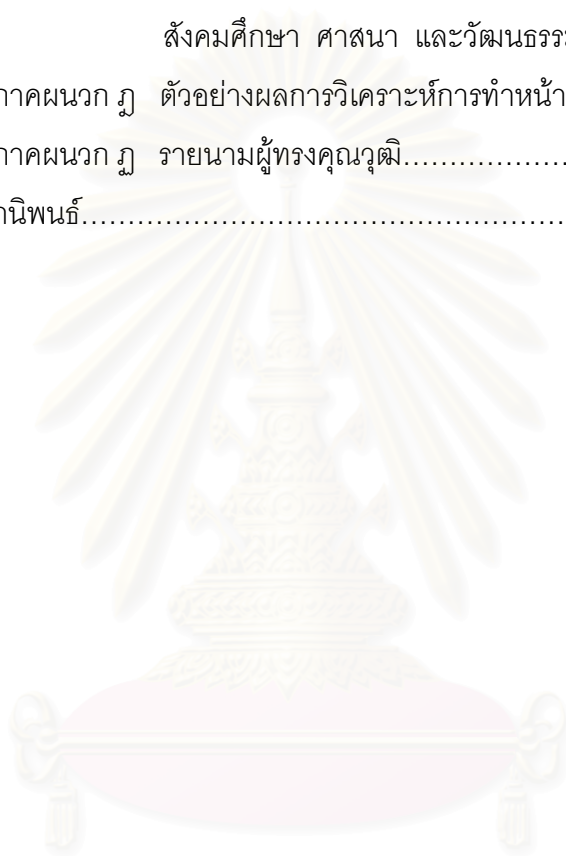 สังคมศึกษา ศาสนา และวัฒนธรร
ภาคผนวก ฎ ตัวอย่างผลการวิเคราะห์การทำหน้า
ภาคผนวก ฏ รายนามผู้ทรงคุณวุฒิ....................
านิพนธ์......................................................